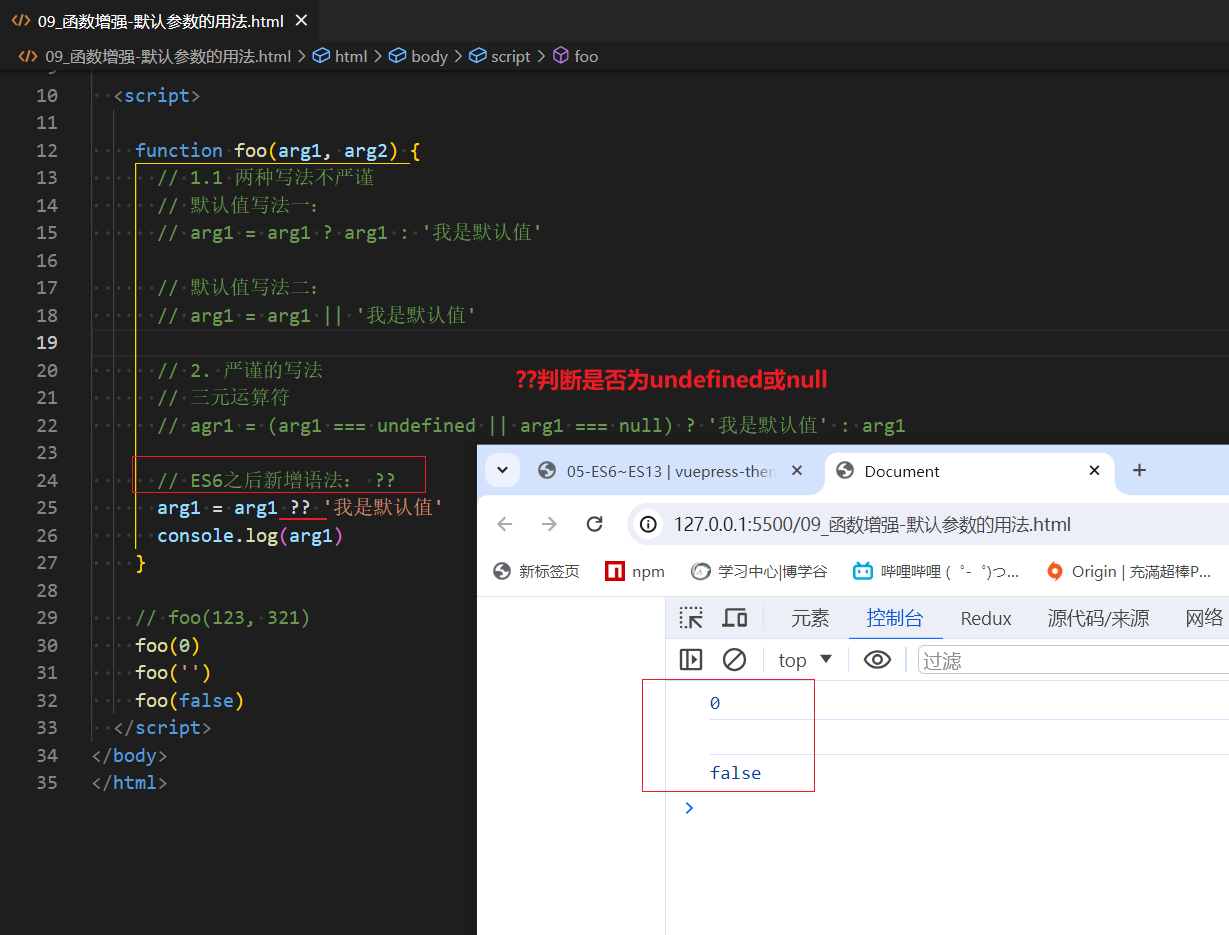 09_函数增强-默认参数的用法.html
09_函数增强-默认参数的用法.html > html > body > script > foo
10 <script>
11
12 function foo(arg1, arg2) {
13 // 1.1 两种写法不严谨
14 // 默认值写法一:
15 // arg1 = arg1 ? arg1 : '我是默认值'
16
17 // 默认值写法二:
18 // arg1 = arg1 || '我是默认值'
19
20 // 2. 严谨的写法
??判断是否为undefined或null
21 // 三元运算符
22 // agr1 = (arg1 === undefined || arg1 === null) ? '我是默认值' : arg1
23
24 // ES6之后新增语法: ??
25 arg1 = arg1 ?? '我是默认值'
26 console.log(arg1)
27 }
28
29 // foo(123, 321)
30 foo(0)
31 foo('')
32 foo(false)
33 </script>
34 </body>
35 </html>
05-ES6~ES13 | vuepress-then
Document
127.0.0.1:5500/09_函数增强-默认参数的用法.html
新标签页 npm 学习中心|博学谷 哔哩哔哩 ( ゜- ゜)つ... Origin | 充滿超棒P...
元素 控制台 Redux 源代码/来源 网络
top 过滤
0
false